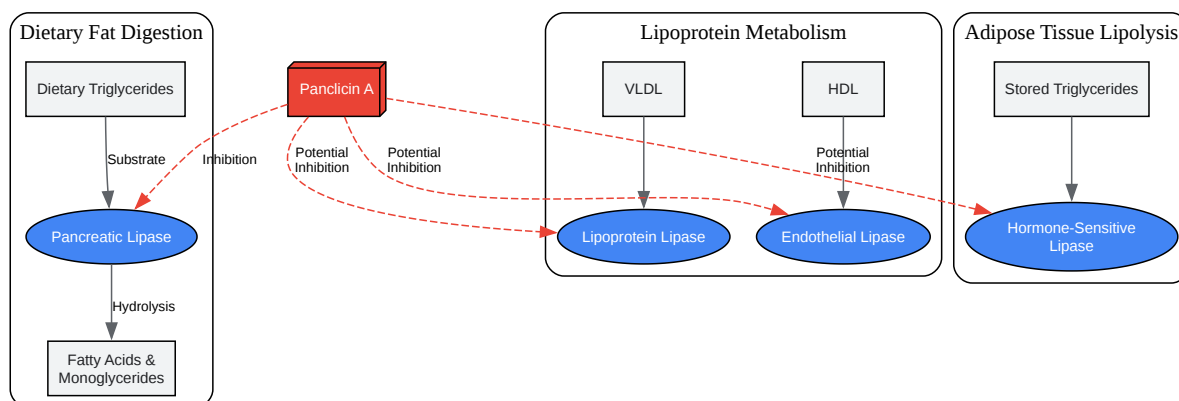 Dietary Fat Digestion
Lipoprotein Metabolism
Adipose Tissue Lipolysis
Dietary Triglycerides
Panclicin A
VLDL
HDL
Stored Triglycerides
Substrate
Inhibition
Potential
Inhibition
Potential
Inhibition
Potential
Inhibition
Pancreatic Lipase
Lipoprotein Lipase
Endothelial Lipase
Hormone-Sensitive
Lipase
Hydrolysis
Fatty Acids &
Monoglycerides